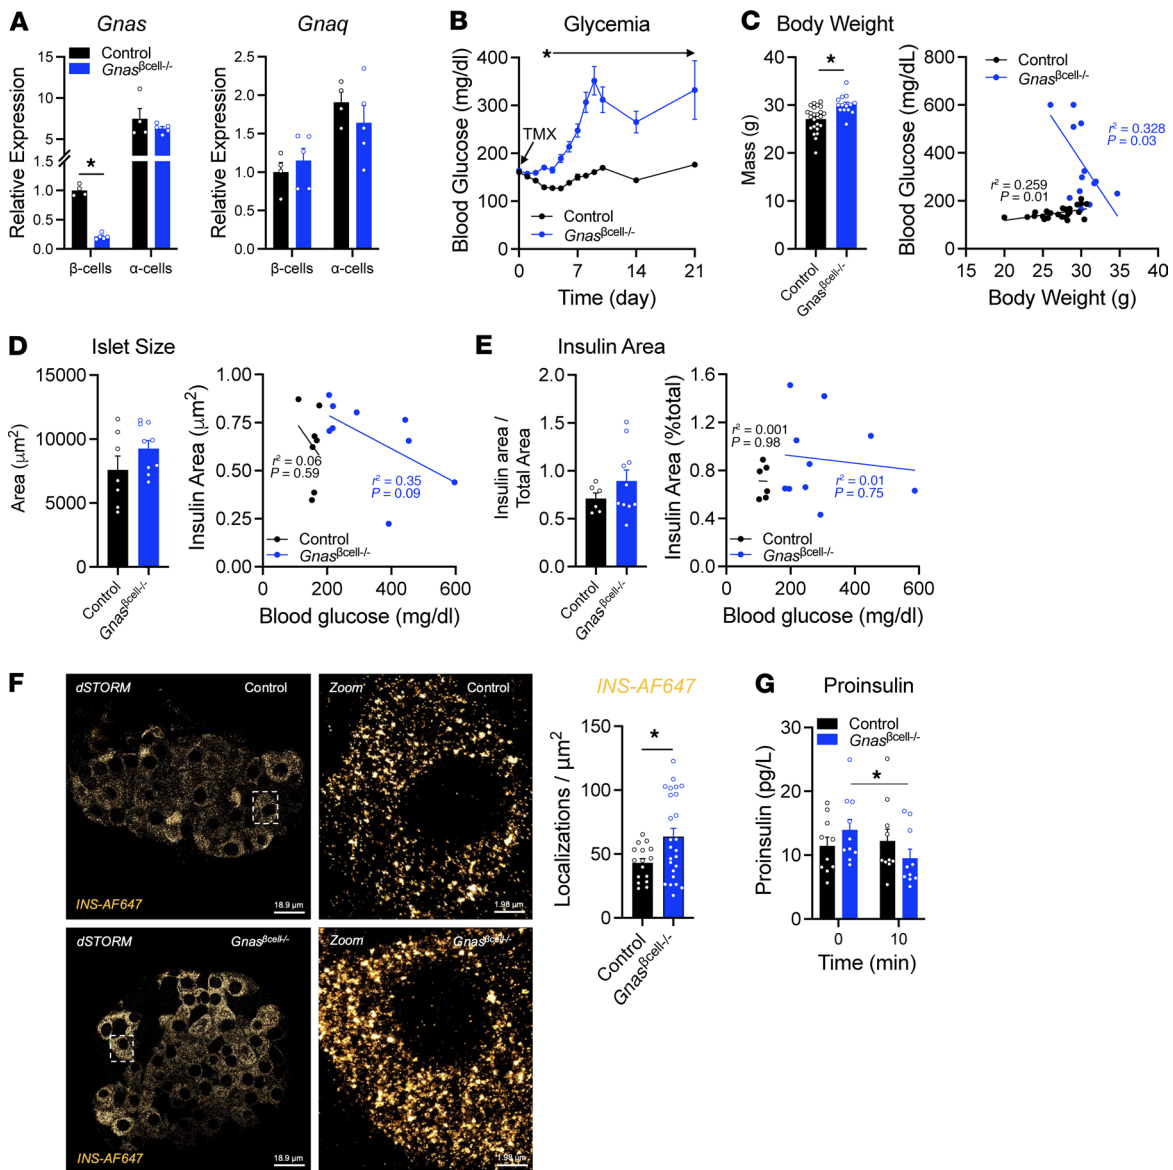 A
Gnas
Gnaq
Control
Gnasβcell-/-
Relative Expression
15
10
5
1.5
1.0
0.5
0.0
*
β-cells
α-cells
Relative Expression
2.5
2.0
1.5
1.0
0.5
0.0
β-cells
α-cells
B
Glycemia
Blood Glucose (mg/dl)
400
300
200
100
0
*
TMX
Control
Gnasβcell-/-
0
7
14
21
Time (day)
C
Body Weight
Mass (g)
40
30
20
10
0
*
Control
Gnasβcell-/-
Blood Glucose (mg/dL)
800
600
400
200
0
Control
Gnasβcell-/-
r² = 0.328
P = 0.03
r² = 0.259
P = 0.01
15
20
25
30
35
40
Body Weight (g)
D
Islet Size
Area (μm²)
15000
10000
5000
0
Control
Gnasβcell-/-
Insulin Area (μm²)
1.00
0.75
0.50
0.25
0.00
r² = 0.06
P = 0.59
r² = 0.35
P = 0.09
Control
Gnasβcell-/-
0
200
400
600
Blood glucose (mg/dl)
E
Insulin Area
Insulin area /
Total Area
2.0
1.5
1.0
0.5
0.0
Control
Gnasβcell-/-
Insulin Area (%total)
1.6
1.2
0.8
0.4
0.0
r² = 0.001
P = 0.98
r² = 0.01
P = 0.75
Control
Gnasβcell-/-
0
200
400
600
Blood glucose (mg/dl)
F
dSTORM
Control
INS-AF647
18.9 μm
Zoom
Control
1.98 μm
dSTORM
Gnasβcell-/-
INS-AF647
18.9 μm
Zoom
Gnasβcell-/-
1.98 μm
INS-AF647
Localizations / μm²
150
100
50
0
*
Control
Gnasβcell-/-
G
Proinsulin
Proinsulin (pg/L)
30
20
10
0
Control
Gnasβcell-/-
*
0
10
Time (min)